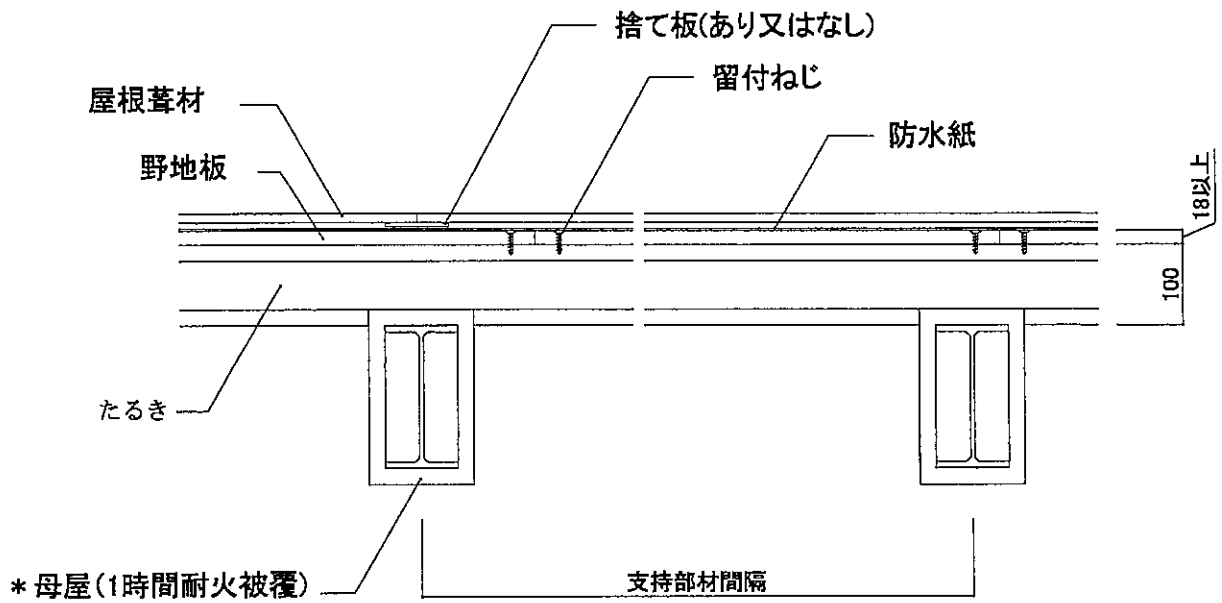 捨て板(あり又はなし)
留付ねじ
屋根葺材
防水紙
野地板
18以上
100
たるき
*母屋(1時間耐火被覆)
支持部材間隔